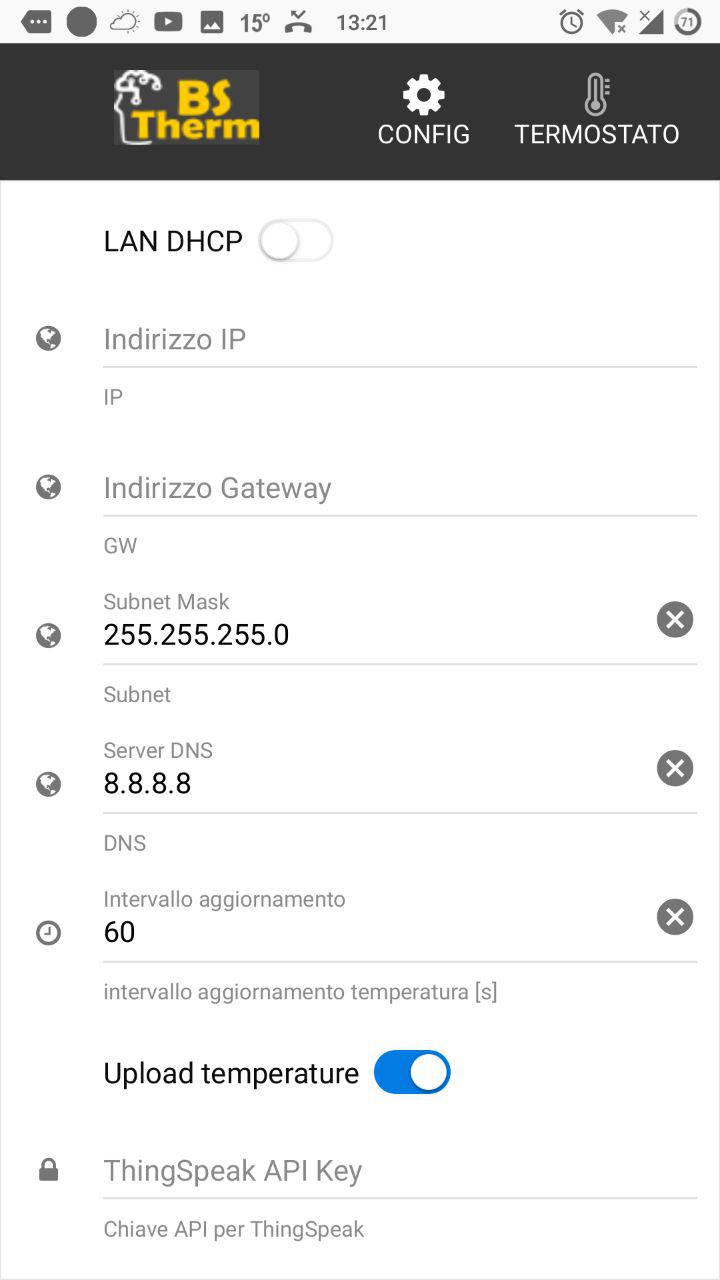 15º
13:21
71
BS
Therm
CONFIG
TERMOSTATO
LAN DHCP
Indirizzo IP
IP
Indirizzo Gateway
GW
Subnet Mask
255.255.255.0
Subnet
Server DNS
8.8.8.8
DNS
Intervallo aggiornamento
60
intervallo aggiornamento temperatura [s]
Upload temperature
ThingSpeak API Key
Chiave API per ThingSpeak